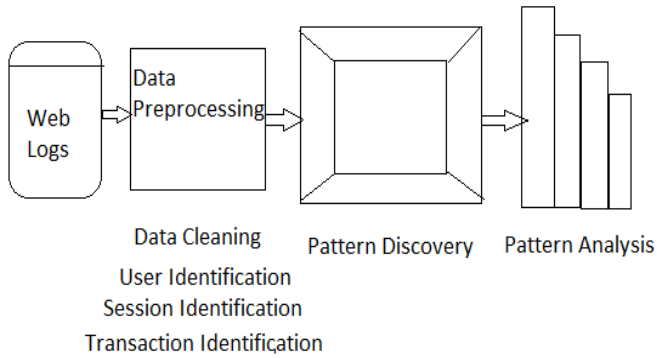 Web
Logs
Data
Preprocessing
Data Cleaning
User Identification
Session Identification
Transaction Identification
Pattern Discovery
Pattern Analysis